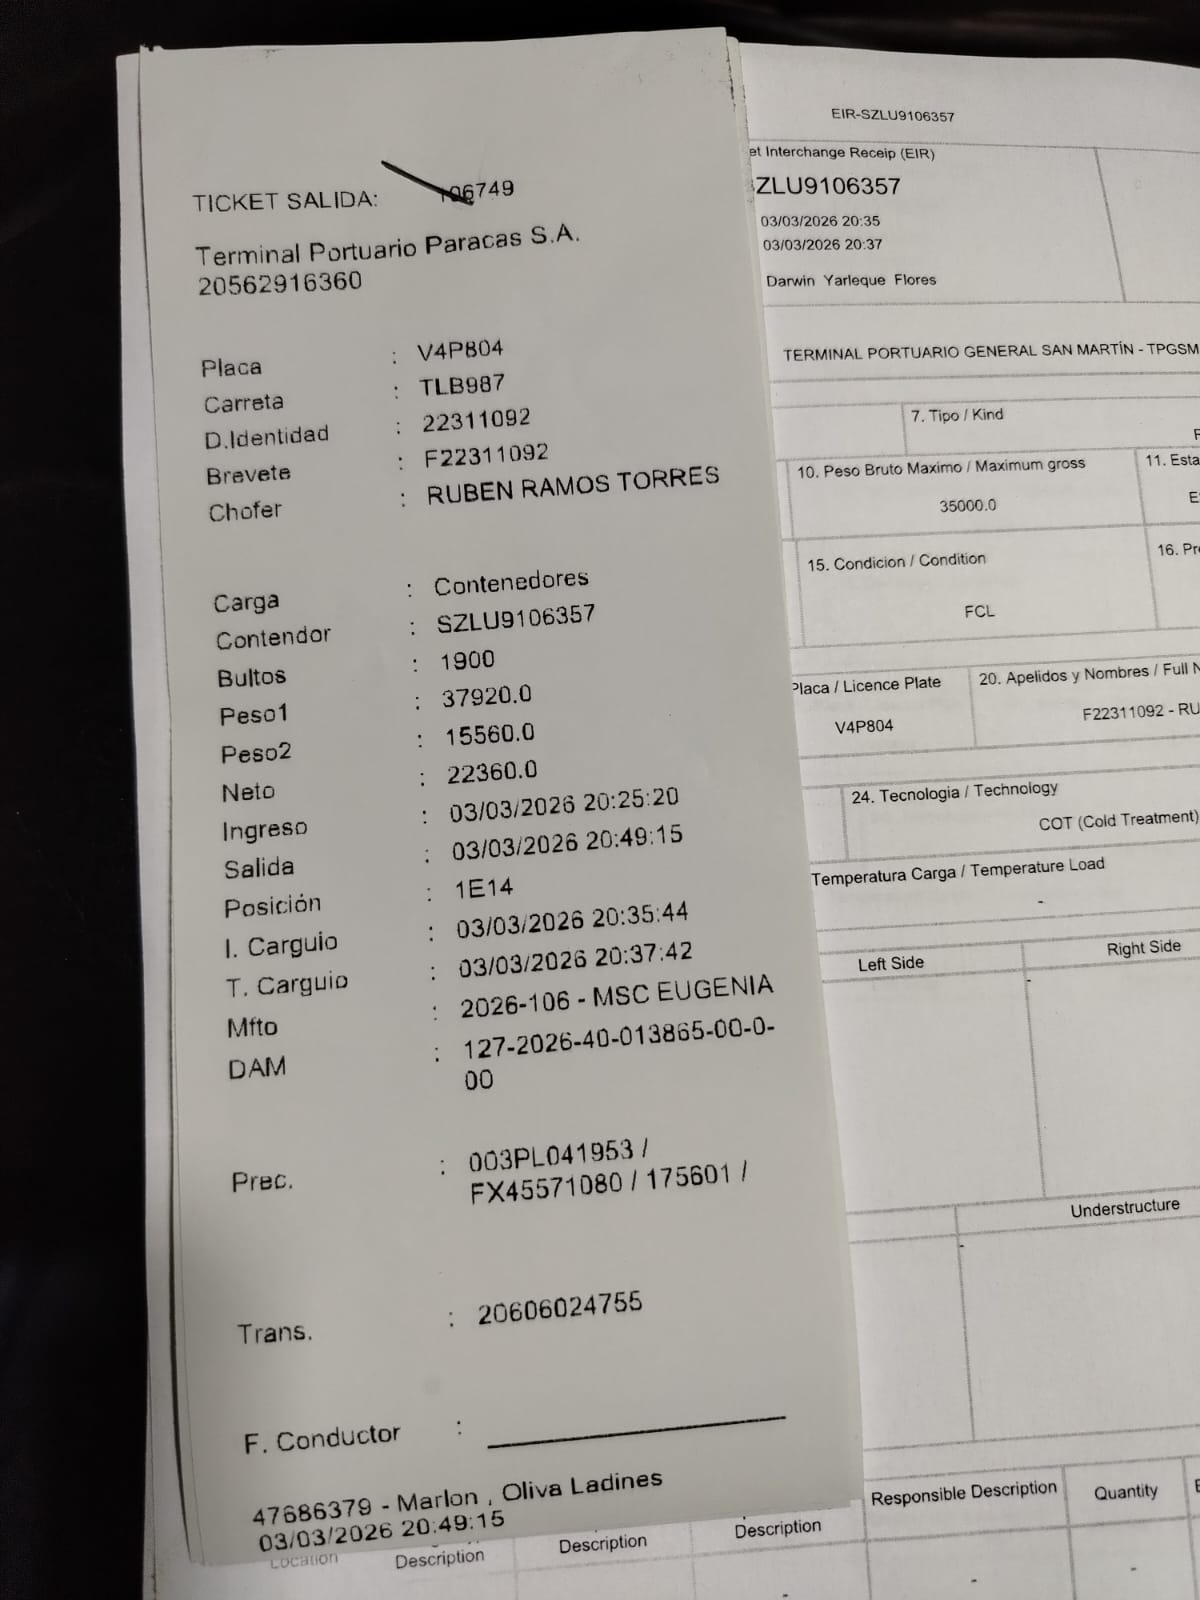 TICKET SALIDA: 106749
Terminal Portuario Paracas S.A.
20562916360
Placa : V4P804
Carreta : TLB987
D.Identidad : 22311092
Brevete : F22311092
Chofer : RUBEN RAMOS TORRES
Carga : Contenedores
Contendor : SZLU9106357
Bultos : 1900
Peso1 : 37920.0
Peso2 : 15560.0
Neto : 22360.0
Ingreso : 03/03/2026 20:25:20
Salida : 03/03/2026 20:49:15
Posición : 1E14
I. Carguio : 03/03/2026 20:35:44
T. Carguio : 03/03/2026 20:37:42
Mfto : 2026-106 - MSC EUGENIA
DAM : 127-2026-40-013865-00-0-
00
Prec. : 003PL041953 /
FX45571080 / 175601 /
Trans. : 20606024755
F. Conductor :
47686379 - Marlon , Oliva Ladines
03/03/2026 20:49:15
EIR-SZLU9106357
et Interchange Receip (EIR)
SZLU9106357
03/03/2026 20:35
03/03/2026 20:37
Darwin Yarleque Flores
TERMINAL PORTUARIO GENERAL SAN MARTÍN - TPGSM
7. Tipo / Kind
10. Peso Bruto Maximo / Maximum gross
11. Esta
35000.0
15. Condicion / Condition
16. Pr
FCL
Placa / Licence Plate
20. Apelidos y Nombres / Full N
V4P804
F22311092 - RU
24. Tecnologia / Technology
COT (Cold Treatment)
Temperatura Carga / Temperature Load
-
Left Side
Right Side
-
Understructure
-
Responsible Description
Quantity
Location
Description
Description
Description
-
-
-